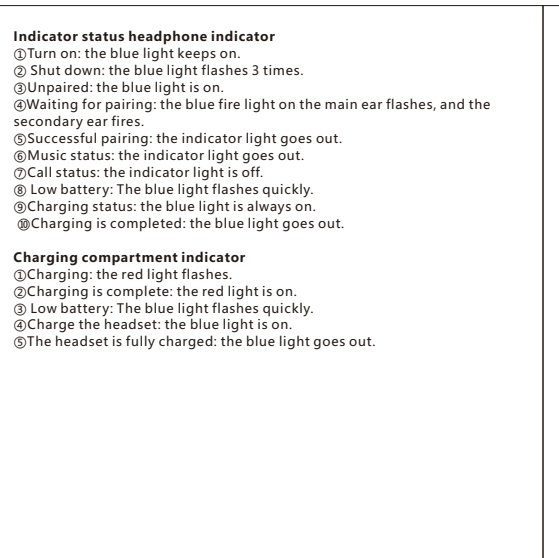 Indicator status headphone indicator
①Turn on: the blue light keeps on.
② Shut down: the blue light flashes 3 times.
③Unpaired: the blue light is on.
④Waiting for pairing: the blue fire light on the main ear flashes, and the
secondary ear fires.
⑤Successful pairing: the indicator light goes out.
⑥Music status: the indicator light goes out.
⑦Call status: the indicator light is off.
⑧ Low battery: The blue light flashes quickly.
⑨Charging status: the blue light is always on.
⑩Charging is completed: the blue light goes out.
Charging compartment indicator
①Charging: the red light flashes.
②Charging is complete: the red light is on.
③ Low battery: The blue light flashes quickly.
④Charge the headset: the blue light is on.
⑤The headset is fully charged: the blue light goes out.